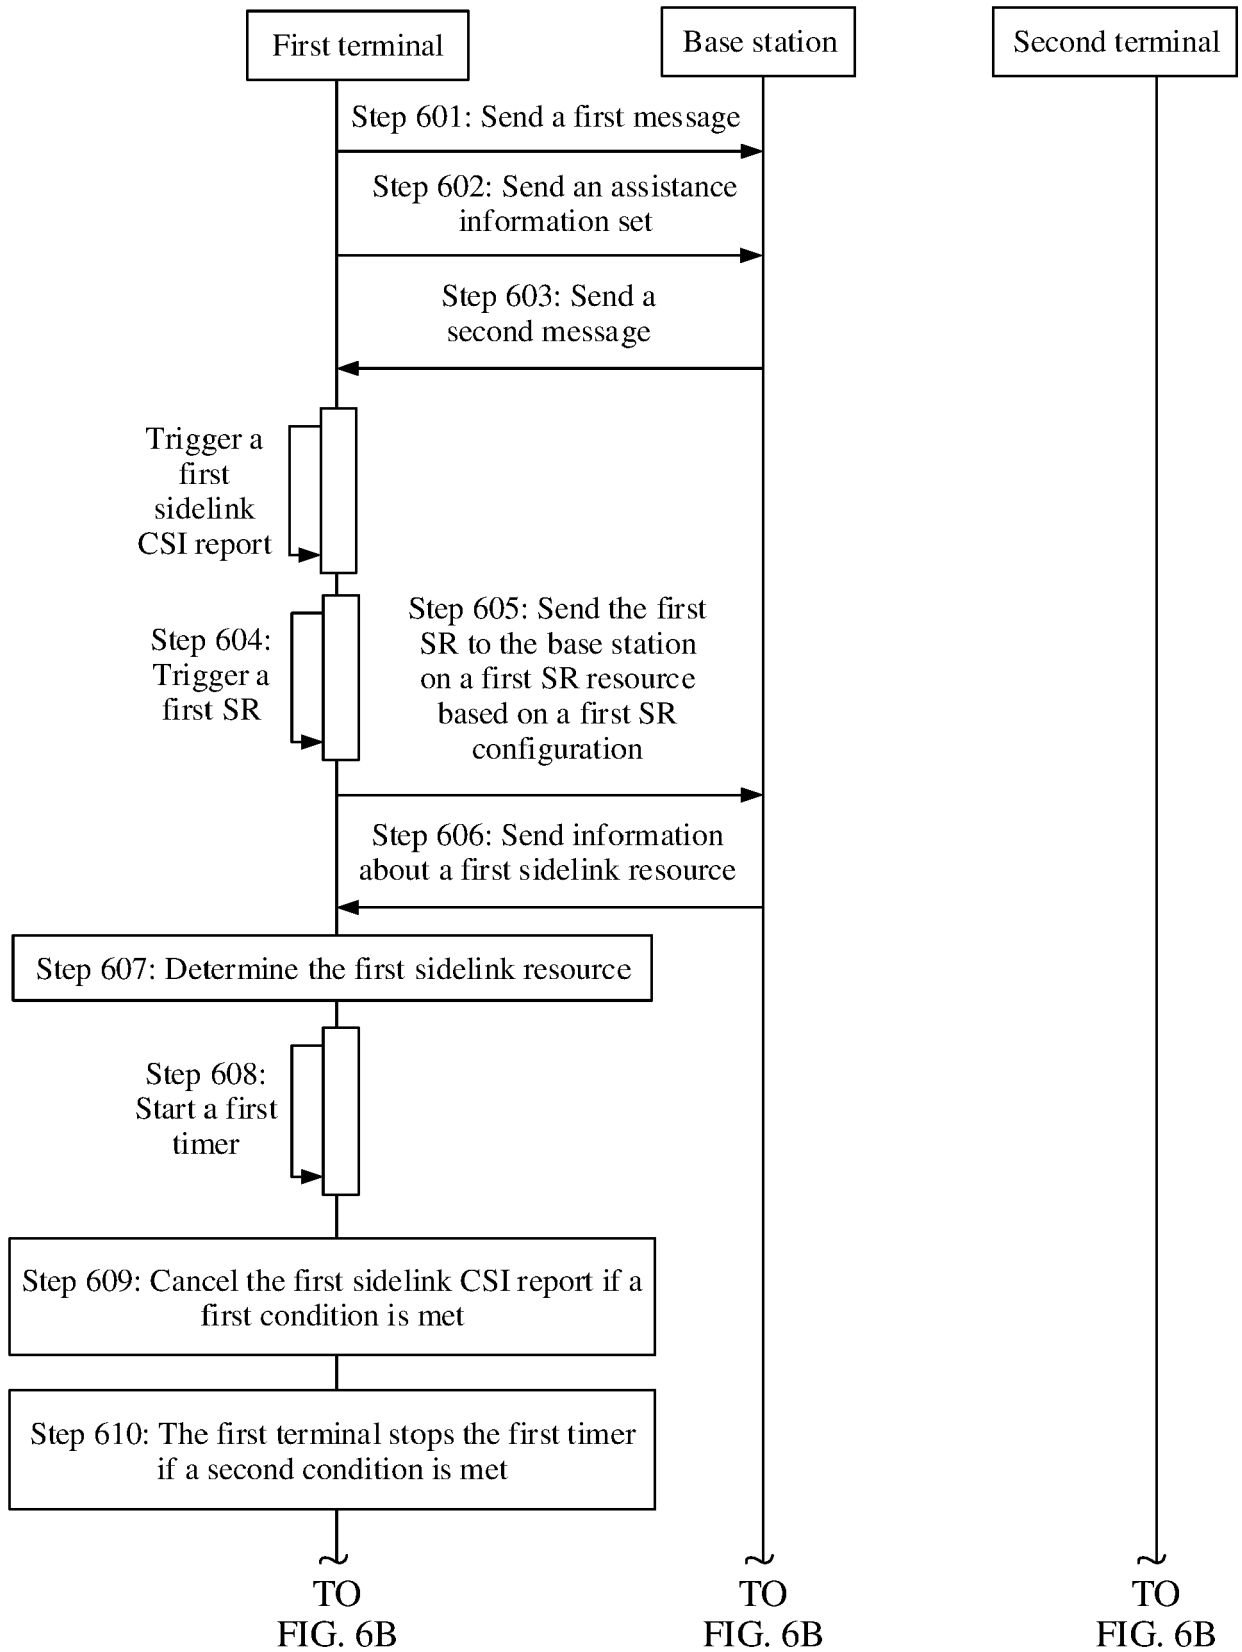 First terminal
Base station
Second terminal
Step 601: Send a first message
Step 602: Send an assistance
information set
Step 603: Send a
second message
Trigger a
first
sidelink
CSI report
Step 604:
Trigger a
first SR
Step 605: Send the first
SR to the base station
on a first SR resource
based on a first SR
configuration
Step 606: Send information
about a first sidelink resource
Step 607: Determine the first sidelink resource
Step 608:
Start a first
timer
Step 609: Cancel the first sidelink CSI report if a
first condition is met
Step 610: The first terminal stops the first timer
if a second condition is met
TO
FIG. 6B
TO
FIG. 6B
TO
FIG. 6B